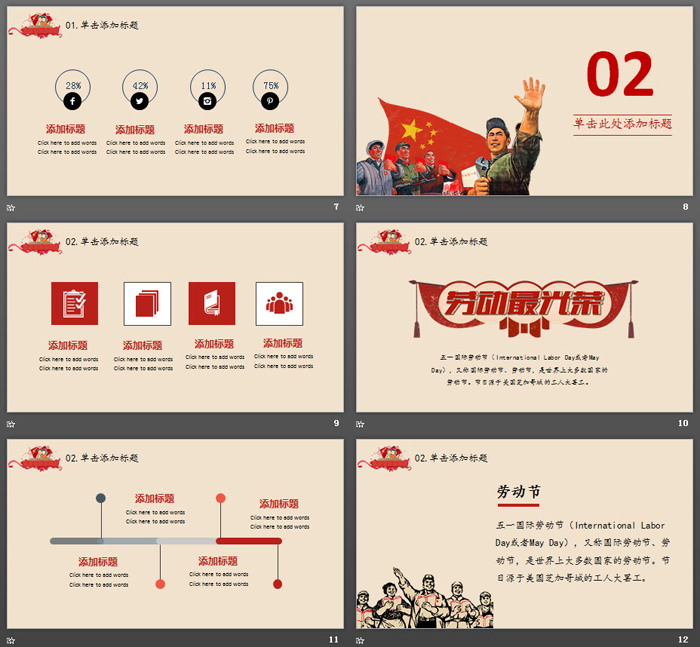 01.单击添加标题
28%
42%
11%
75%
添加标题
添加标题
添加标题
添加标题
Click here to add words
Click here to add words
Click here to add words
Click here to add words
Click here to add words
Click here to add words
Click here to add words
Click here to add words
7
02
单击此处添加标题
8
02.单击添加标题
添加标题
添加标题
添加标题
添加标题
Click here to add words
Click here to add words
Click here to add words
Click here to add words
Click here to add words
Click here to add words
Click here to add words
Click here to add words
9
02.单击添加标题
劳动最光荣
五一国际劳动节（International Labor Day或者May
Day），又称国际劳动节、劳动节，是世界上大多数国家的
劳动节。节日源于美国芝加哥城的工人大罢工。
10
02.单击添加标题
添加标题
Click here to add words
Click here to add words
添加标题
Click here to add words
Click here to add words
添加标题
Click here to add words
Click here to add words
添加标题
Click here to add words
Click here to add words
11
02.单击添加标题
劳动节
五一国际劳动节（International Labor
Day或者May Day），又称国际劳动节、劳
动节，是世界上大多数国家的劳动节。节
日源于美国芝加哥城的工人大罢工。
12